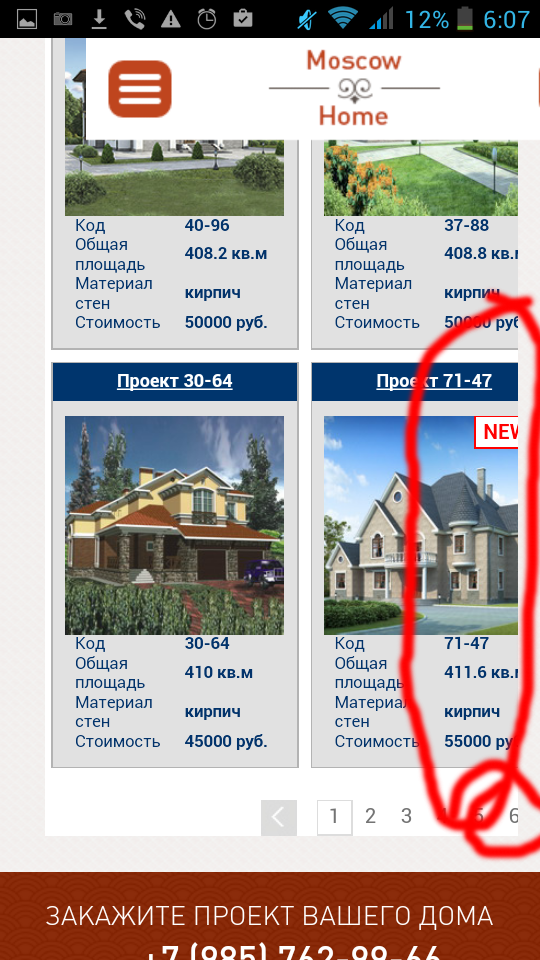 12% 6:07
Moscow
Home
Код 40-96
Общая площадь 408.2 кв.м
Материал стен кирпич
Стоимость 50000 руб.
Код 37-88
Общая площадь 408.8 кв.
Материал стен кирпич
Стоимость 50000 руб
Проект 30-64
Проект 71-47
NEW
Код 30-64
Общая площадь 410 кв.м
Материал стен кирпич
Стоимость 45000 руб.
Код 71-47
Общая площадь 411.6 кв.
Материал стен кирпич
Стоимость 55000 ру
1 2 3 4 5 6
ЗАКАЖИТЕ ПРОЕКТ ВАШЕГО ДОМА
+7 (985) 762-99-66